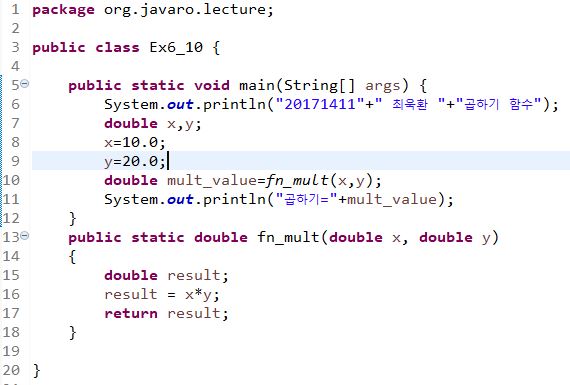 1 package org.javaro.lecture;
2
3 public class Ex6_10 {
4
5 public static void main(String[] args) {
6 System.out.println("20171411"+" 최욱환 "+"곱하기 함수");
7 double x,y;
8 x=10.0;
9 y=20.0;
10 double mult_value=fn_mult(x,y);
11 System.out.println("곱하기="+mult_value);
12 }
13 public static double fn_mult(double x, double y)
14 {
15 double result;
16 result = x*y;
17 return result;
18 }
19
20 }